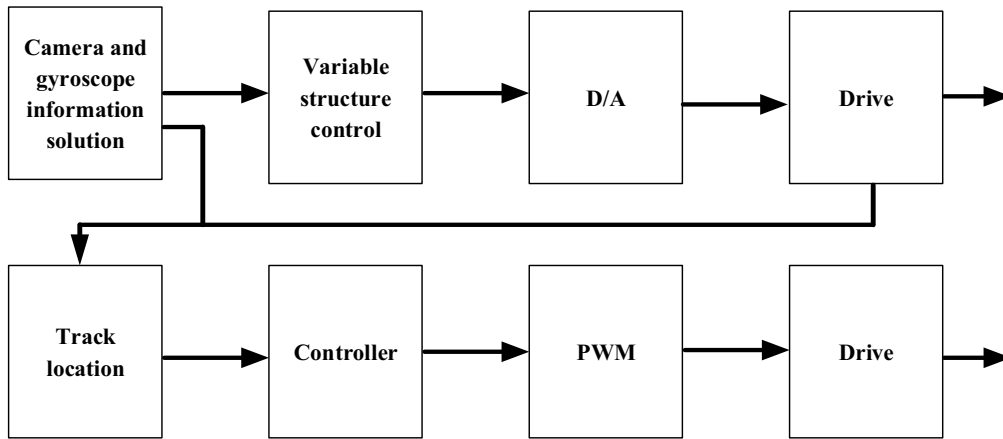 Camera and
gyroscope
information
solution
Variable
structure
control
D/A
Drive
Track
location
Controller
PWM
Drive